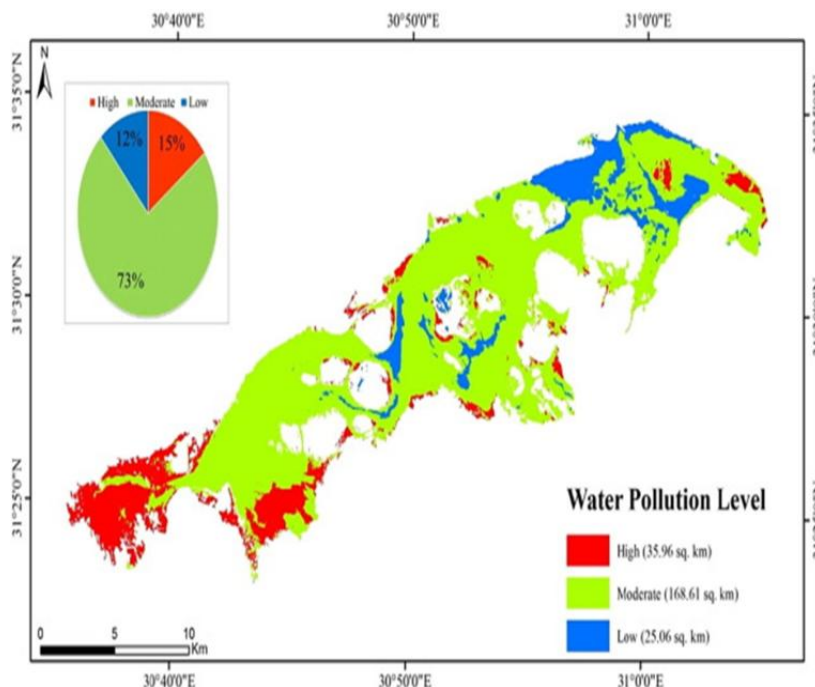 30°40'0"E 30°50'0"E 31°0'0"E
N
31°35'0"N
High Moderate Low
12% 15%
73%
31°30'0"N
31°25'0"N
Water Pollution Level
High (35.96 sq. km)
Moderate (168.61 sq. km)
Low (25.06 sq. km)
0 5 10
Km
30°40'0"E 30°50'0"E 31°0'0"E